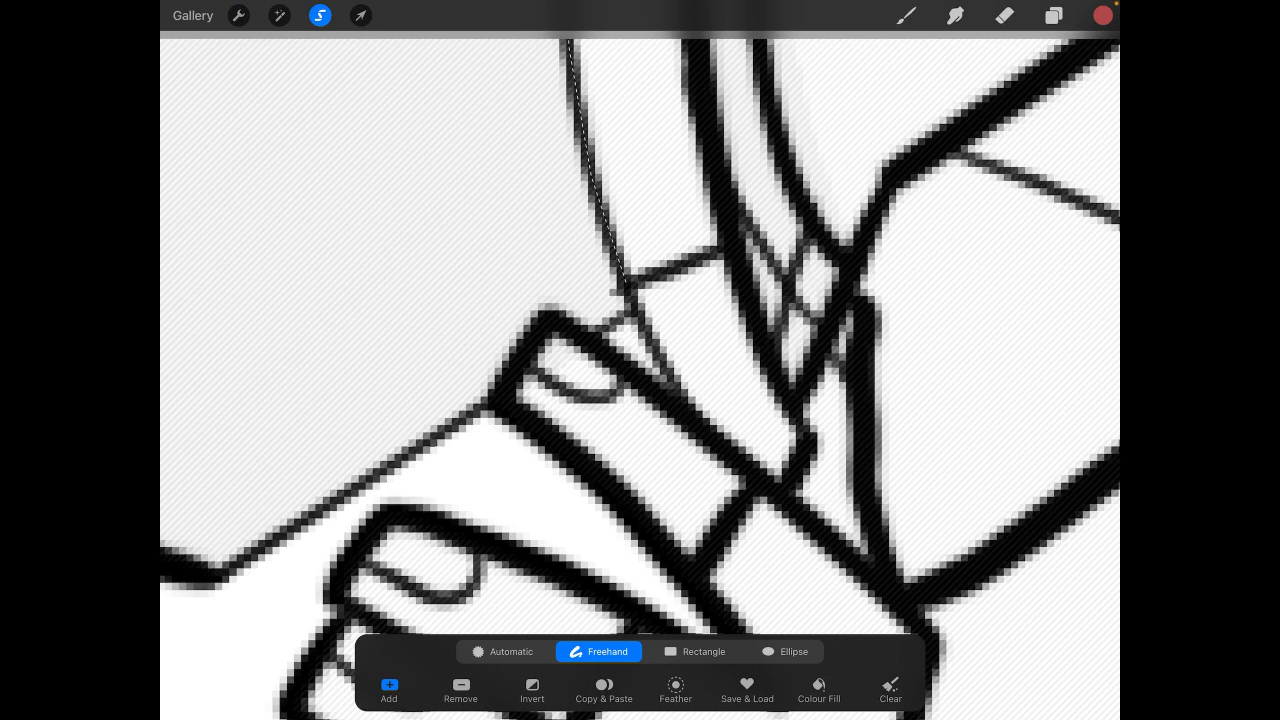 Gallery
Automatic Freehand Rectangle Ellipse
Add Remove Invert Copy & Paste Feather Save & Load Colour Fill Clear